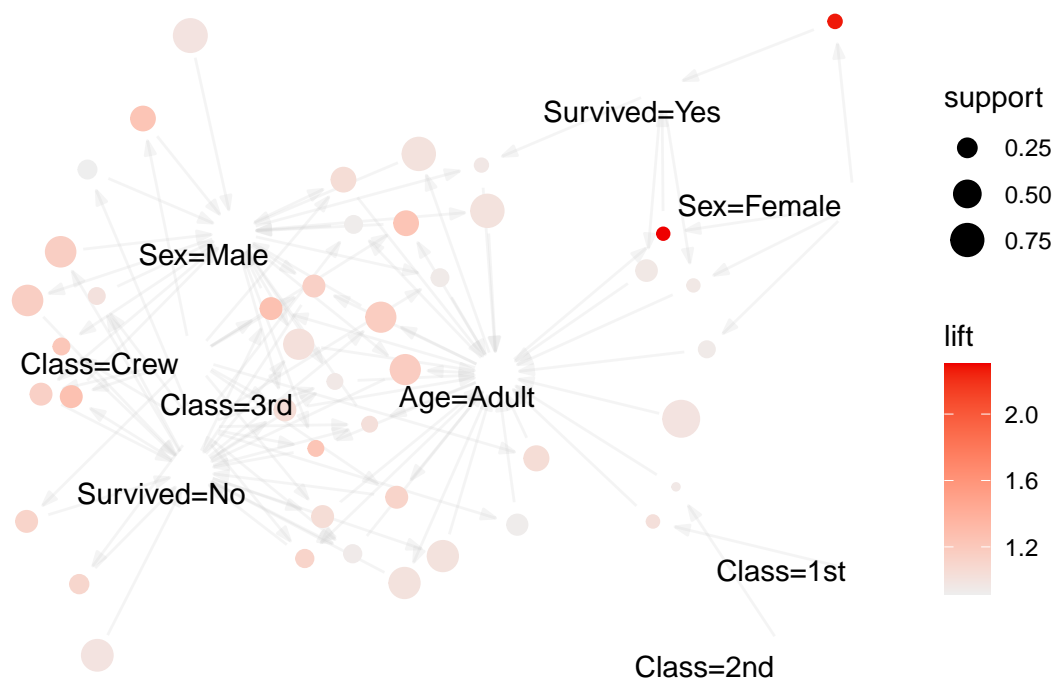 Survived=Yes
Sex=Female
Sex=Male
Class=Crew
Class=3rd
Age=Adult
Survived=No
Class=1st
Class=2nd
support
0.25
0.50
0.75
lift
2.0
1.6
1.2